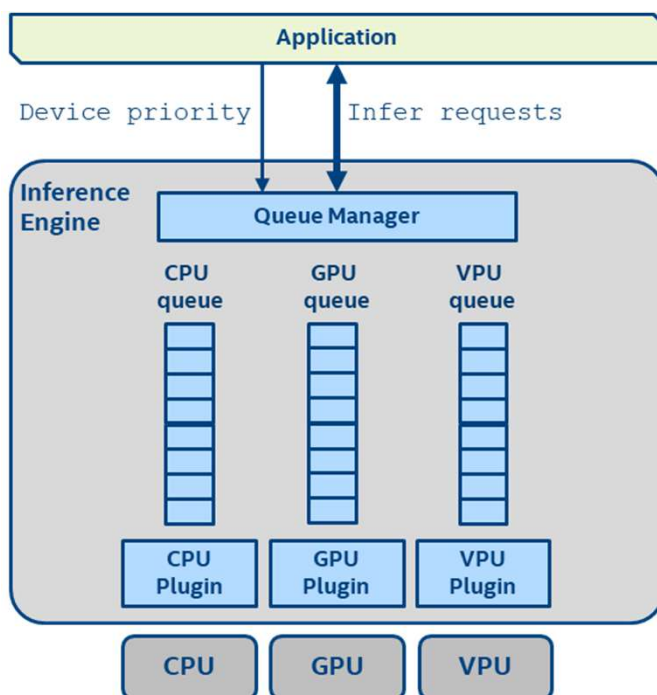 Application
Device priority
Infer requests
Inference
Engine
Queue Manager
CPU
queue
GPU
queue
VPU
queue
CPU
Plugin
GPU
Plugin
VPU
Plugin
CPU
GPU
VPU